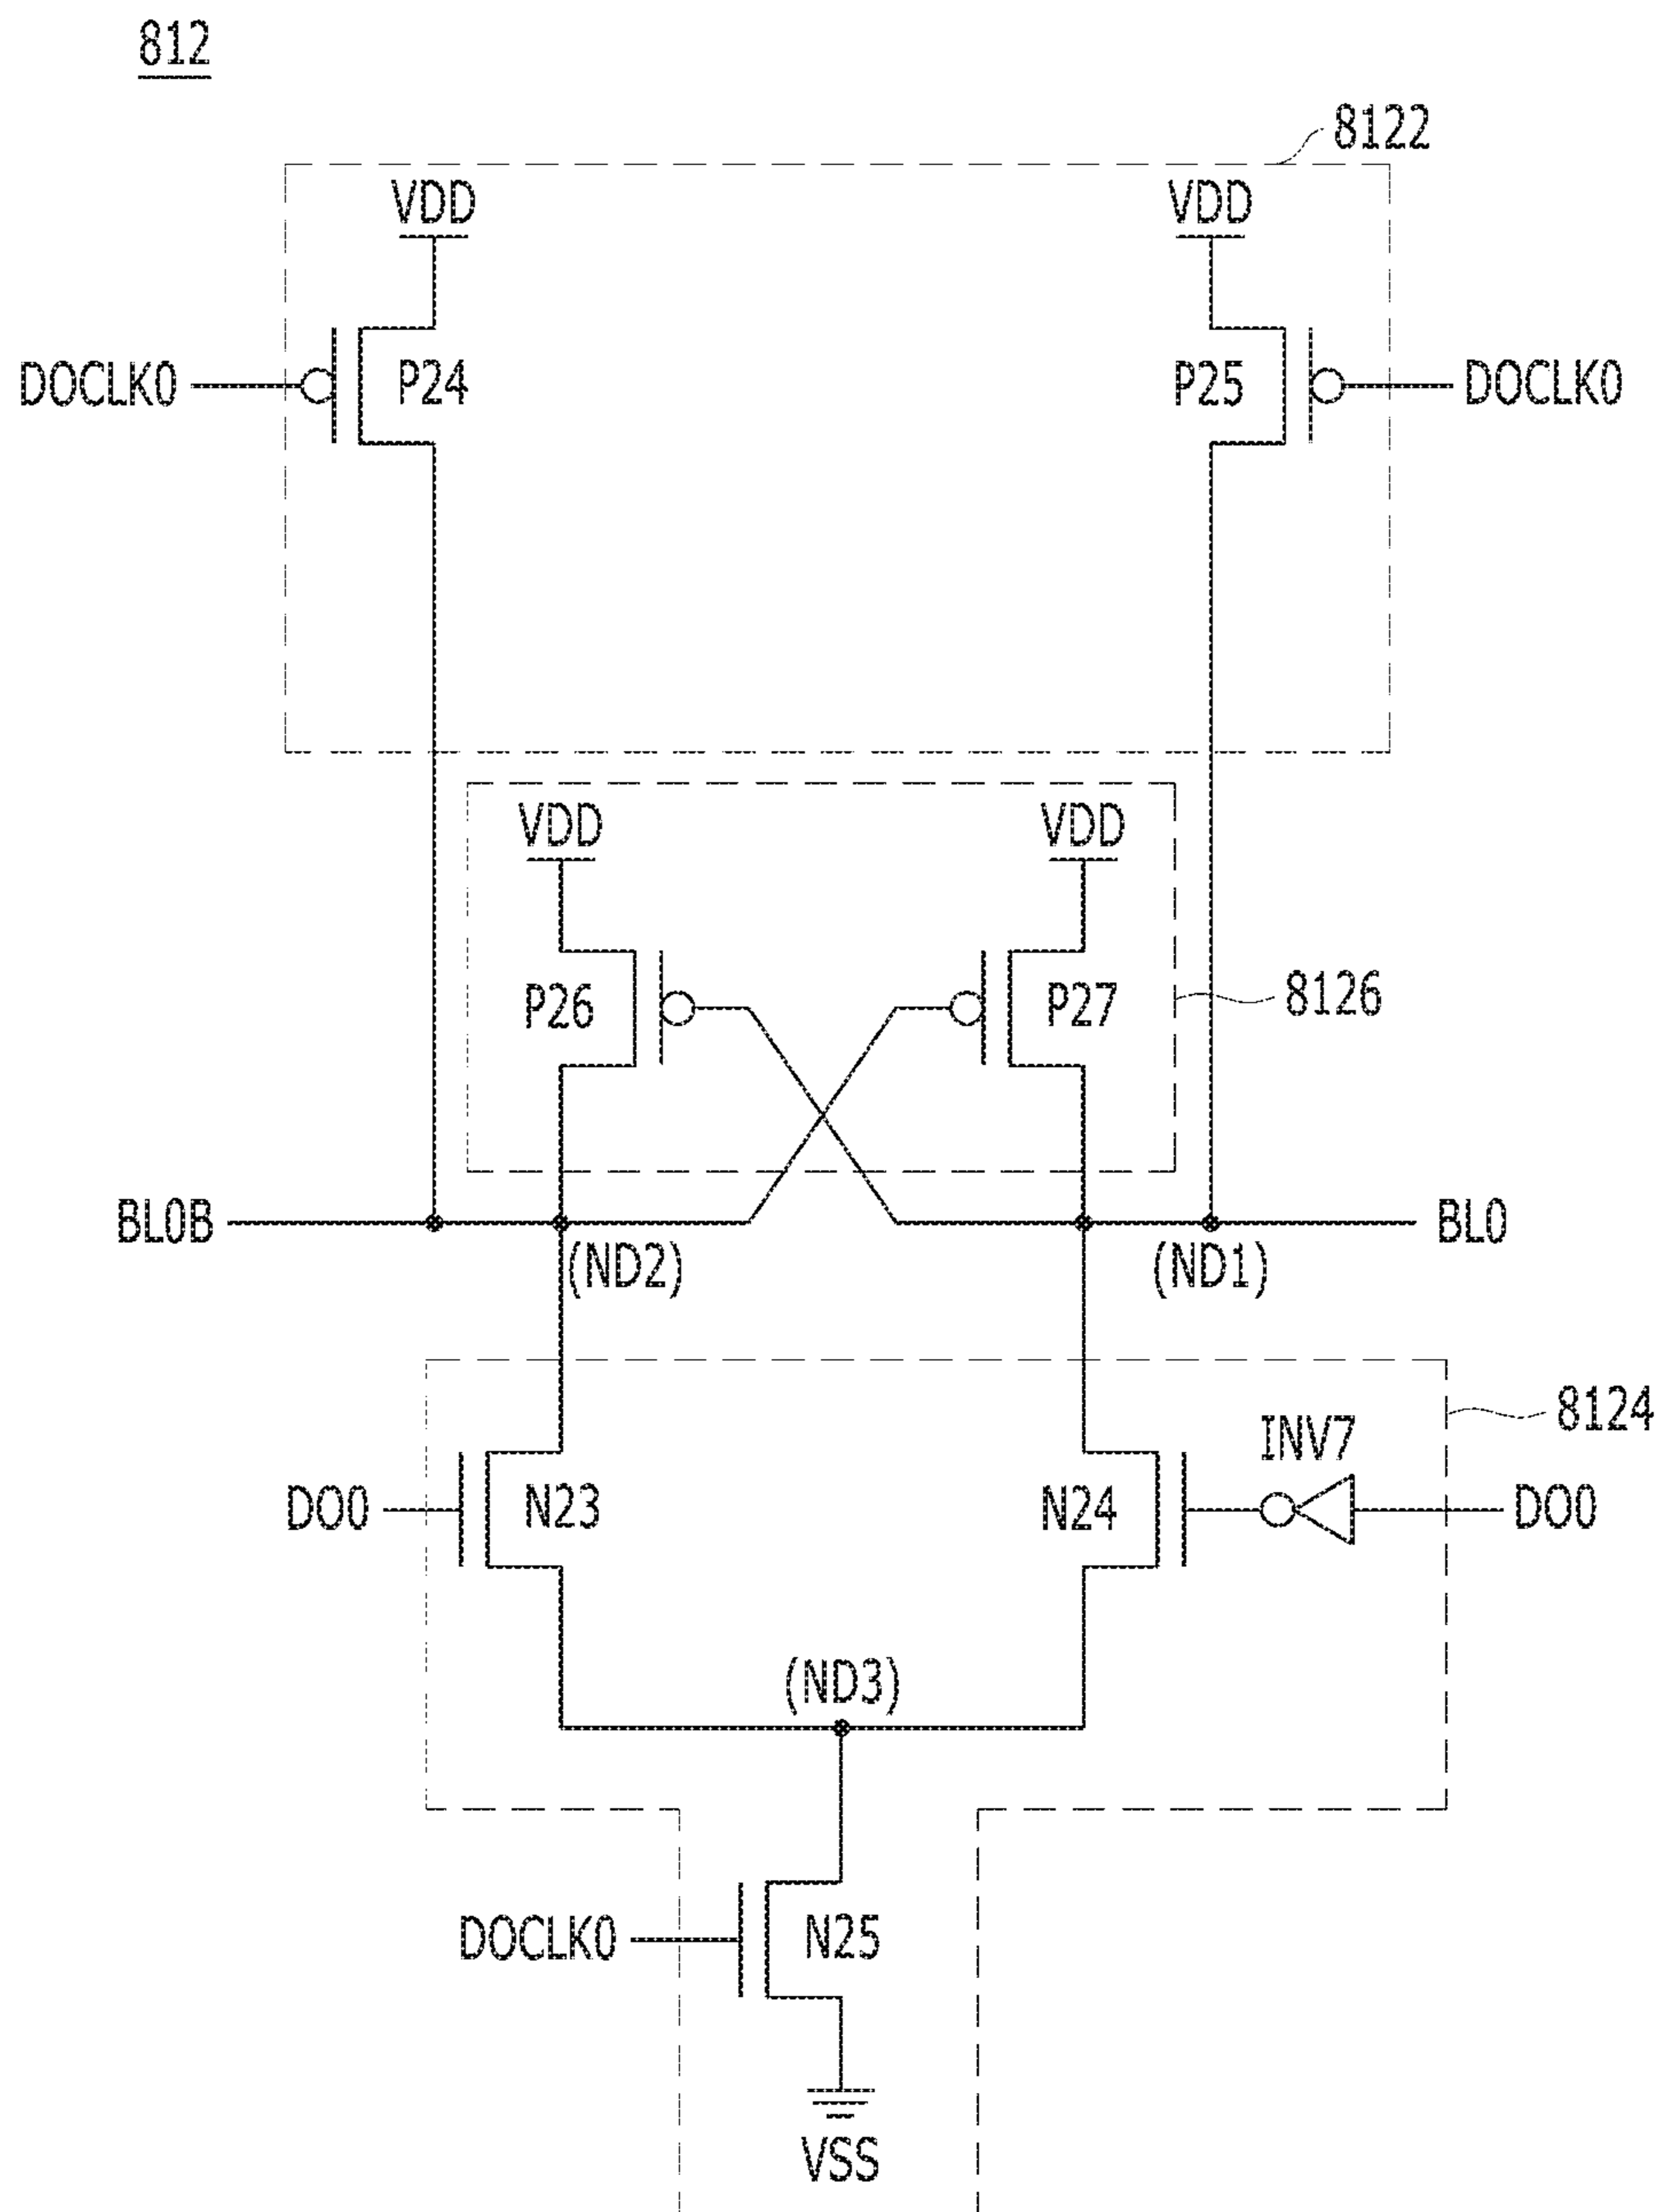 812
8122
VDD VDD
DOCLK0 P24 P25 DOCLK0
VDD VDD
P26 P27 8126
BL0B (ND2) (ND1) BL0
8124
INV7
DO0 N23 N24 DO0
(ND3)
DOCLK0 N25
VSS